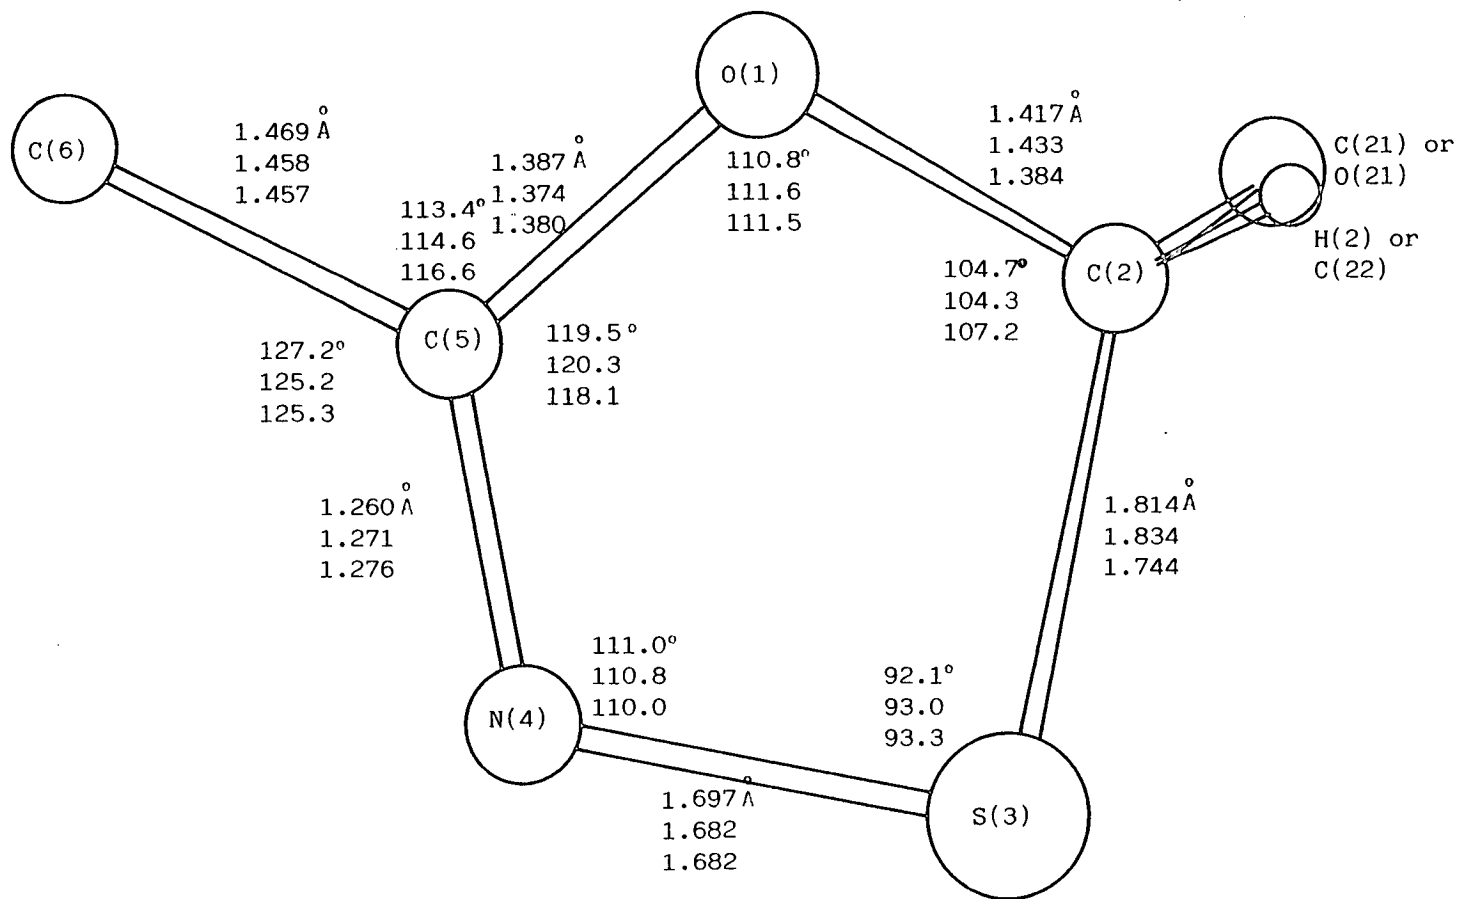 O(1)
C(6)
1.469 Å
1.458
1.457
1.387 Å
1.374
1.380
110.8°
111.6
111.5
1.417 Å
1.433
1.384
C(21) or
O(21)
H(2) or
C(22)
113.4°
114.6
116.6
C(5)
C(2)
104.7°
104.3
107.2
127.2°
125.2
125.3
119.5°
120.3
118.1
1.260 Å
1.271
1.276
1.814 Å
1.834
1.744
111.0°
110.8
110.0
92.1°
93.0
93.3
N(4)
S(3)
1.697 Å
1.682
1.682